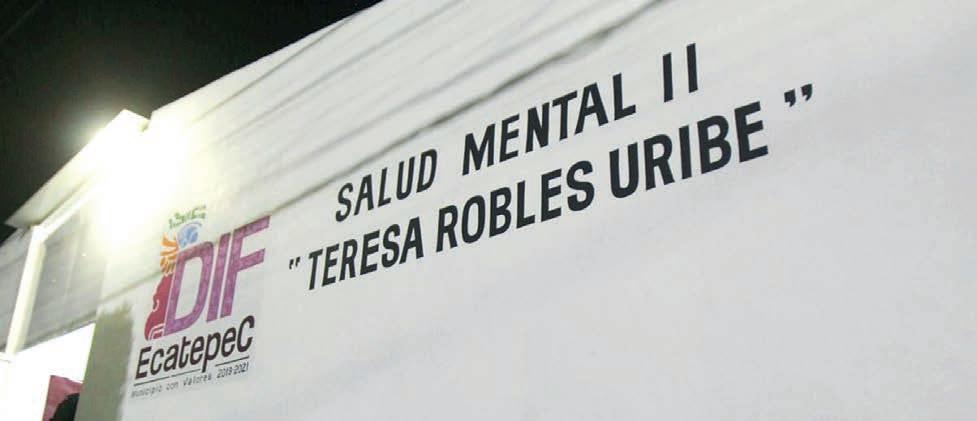 SALUD MENTAL II
"TERESA ROBLES URIBE"
DIF
Ecatepec
Municipio con Valores 2019-2021